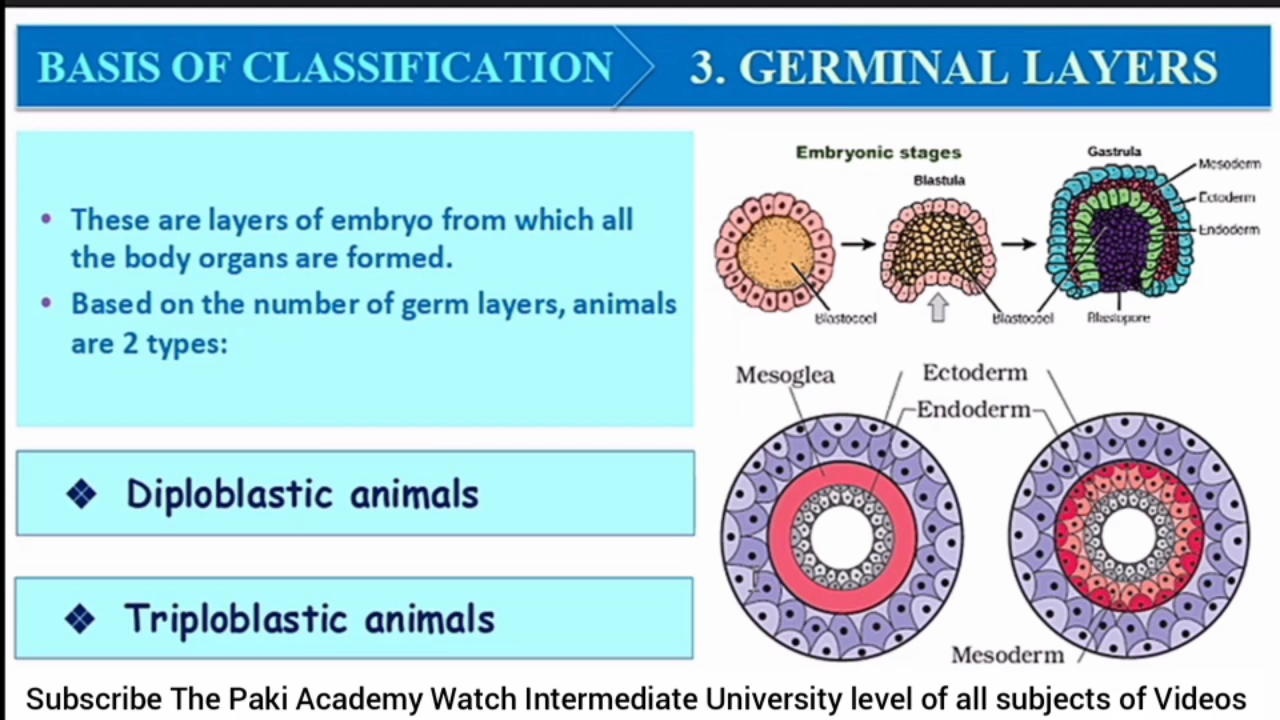 BASIS OF CLASSIFICATION
3. GERMINAL LAYERS
• These are layers of embryo from which all
the body organs are formed.
• Based on the number of germ layers, animals
are 2 types:
❖ Diploblastic animals
❖ Triploblastic animals
Embryonic stages
Blastula
Gastrula
Mesoderm
Ectoderm
Endoderm
Blastocoel
Blastocoel
Blastopore
Mesoglea
Ectoderm
Endoderm
Mesoderm
Subscribe The Paki Academy Watch Intermediate University level of all subjects of Videos